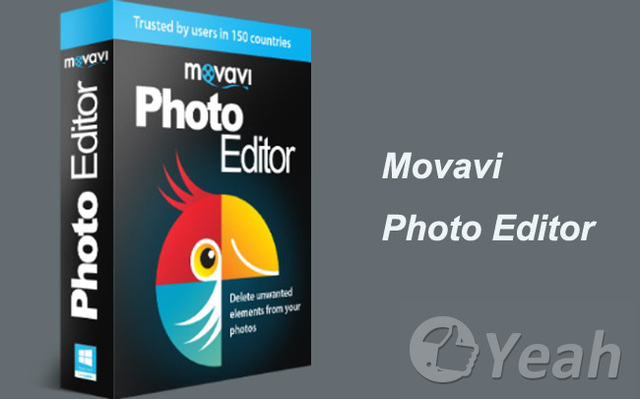 Trusted by users in 150 countries
movavi
Photo Editor
movavi
Photo
Editor
Delete unwanted
elements from your
photos
Movavi
Photo Editor
Yeah